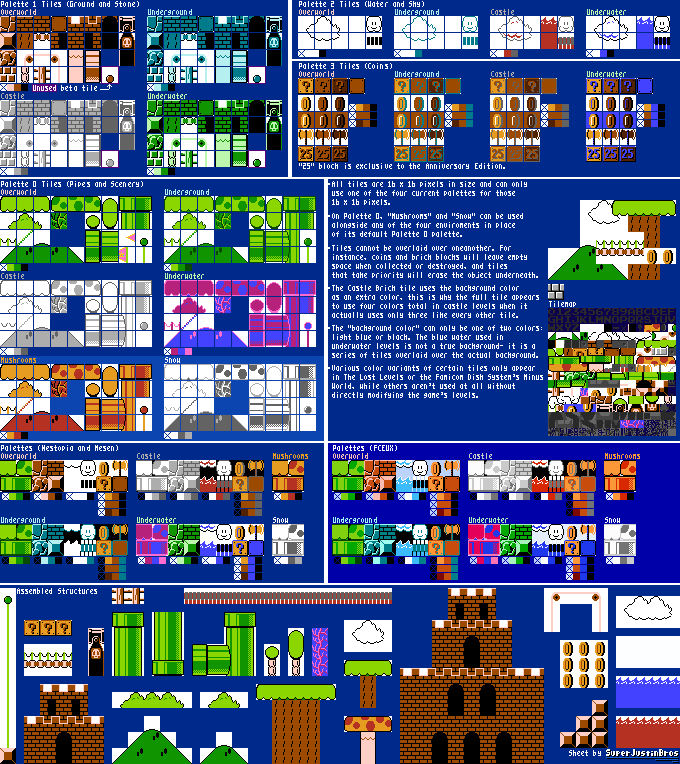 Palette 1 Tiles (Ground and Stone)
Overworld
Underground
Unused beta tile
Castle
Underwater
Palette 2 Tiles (Water and Sky)
Overworld
Underground
Castle
Underwater
Palette 3 Tiles (Coins)
Overworld
Underground
Castle
Underwater
"25" block is exclusive to the Anniversary Edition.
Palette 0 Tiles (Pipes and Scenery)
Overworld
Underground
Castle
Underwater
Mushrooms
Snow
•All tiles are 16 x 16 pixels in size and can only
use one of the four current palettes for those
16 x 16 pixels.
•On Palette 0, "Mushrooms" and "Snow" can be used
alongside any of the four enviroments in place
of its default Palette 0 palette.
•Tiles cannot be overlaid over oneanother. For
instance, coins and brick blocks will leave empty
space when collected or destroyed, and tiles
that take priority will erase the object underneath.
•The Castle Brick tile uses the background color
as an extra color, this is why the full tile appears
to use four colors total in castle levels when it
actually uses only three like every other tile.
•The "background color" can only be one of two colors:
light blue or black. The blue water used in
underwater levels is not a true background- it is a
series of tiles overlaid over the actual background.
•Various color variants of certain tiles only appear
in The Lost Levels or the Famicom Disk System's Minus
World, while others aren't used at all without
directly modifying the game's levels.
Tilemap
Palettes (Nestopia and Mesen)
Overworld
Castle
Mushrooms
Underground
Underwater
Snow
Palettes (FCEUX)
Overworld
Castle
Mushrooms
Underground
Underwater
Snow
Assembled Structures
Sheet by SuperJustinBros